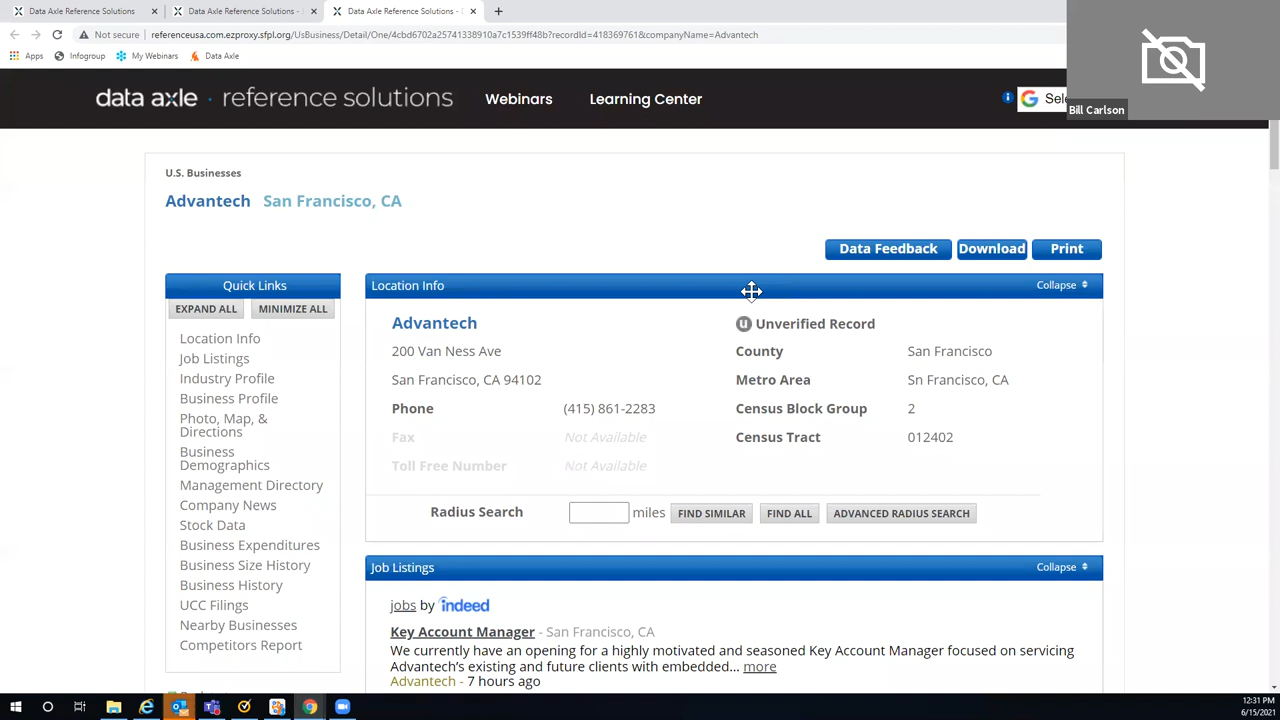 Data Axle Reference Solutions
Data Axle Reference Solutions -
Data Axle Reference Solutions -
Not secure
referenceusa.com.ezproxy.sfpl.org/UsBusiness/Detail/One/4cbd6702a25741338910a7c1539ff48b?recordId=418369761&companyName=Advantech
Apps
Infogroup
My Webinars
Data Axle
Bill Carlson
data axle · reference solutions
Webinars
Learning Center
U.S. Businesses
Advantech San Francisco, CA
Data Feedback
Download
Print
Quick Links
EXPAND ALL
MINIMIZE ALL
Location Info
Job Listings
Industry Profile
Business Profile
Photo, Map, &
Directions
Business
Demographics
Management Directory
Company News
Stock Data
Business Expenditures
Business Size History
Business History
UCC Filings
Nearby Businesses
Competitors Report
Location Info
Collapse
Advantech
200 Van Ness Ave
San Francisco, CA 94102
Phone (415) 861-2283
Fax Not Available
Toll Free Number Not Available
u Unverified Record
County San Francisco
Metro Area Sn Francisco, CA
Census Block Group 2
Census Tract 012402
Radius Search miles
FIND SIMILAR
FIND ALL
ADVANCED RADIUS SEARCH
Job Listings
Collapse
jobs by indeed
Key Account Manager - San Francisco, CA
We currently have an opening for a highly motivated and seasoned Key Account Manager focused on servicing
Advantech's existing and future clients with embedded... more
Advantech - 7 hours ago
12:31 PM
6/15/2021